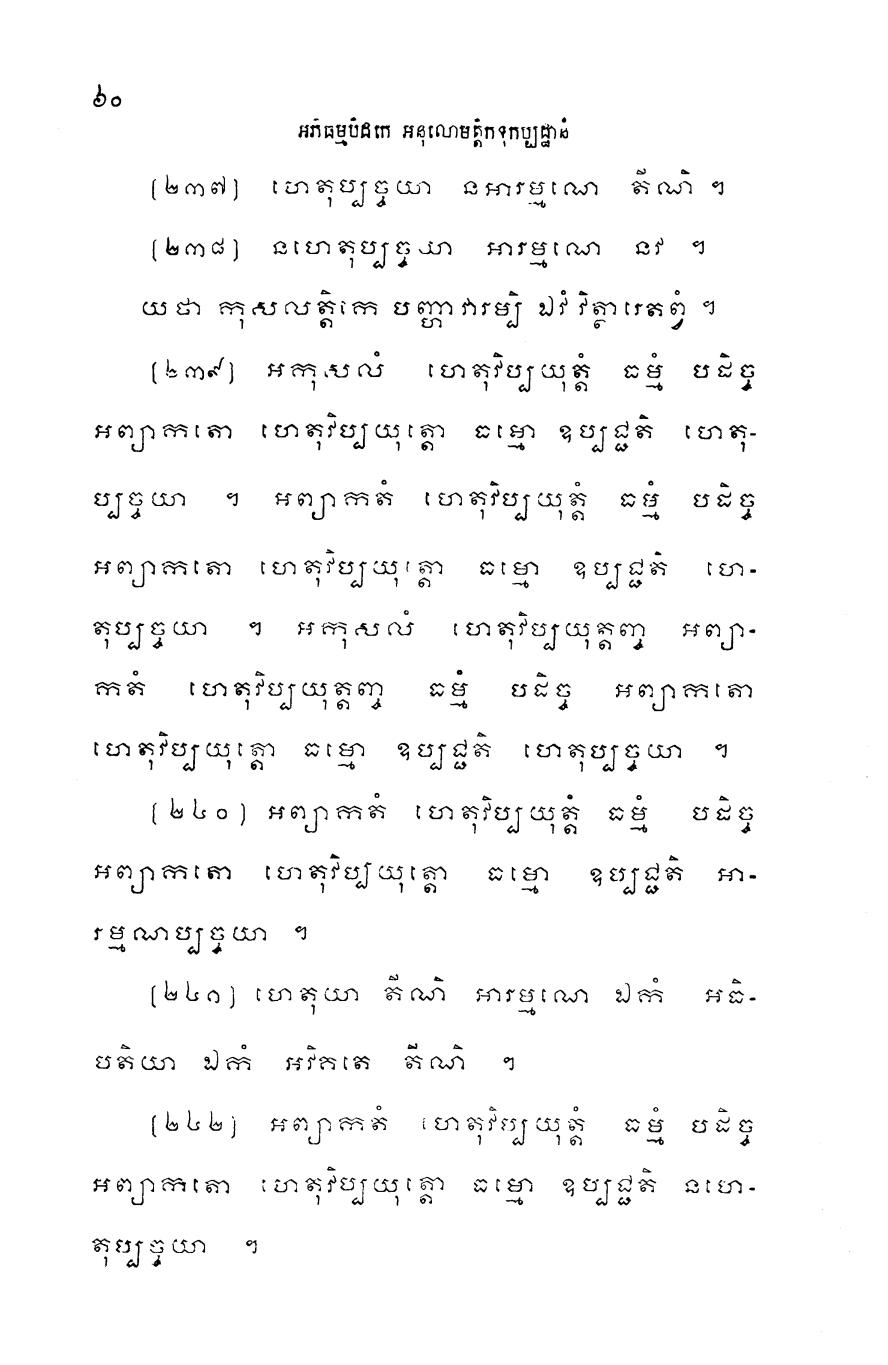 ៦០
អភិធម្មបិដកេ អនុលោមត្តិកទុកប្បដ្ឋានំ
(២៣៧) ហេតុប្បច្ចយា នអារម្មណេ តីណិ ។
(២៣៨) នហេតុប្បច្ចយា អារម្មណេ នវ ។
យថា កុសលត្តិកេ បញ្ហាវារម្បិ ឯវំ វិត្ថារេតព្វំ ។
(២៣៩) អកុសលំ ហេតុវិប្បយុត្តំ ធម្មំ បដិច្ច
អព្យាកតោ ហេតុវិប្បយុត្តោ ធម្មោ ឧប្បជ្ជតិ ហេតុ-
ប្បច្ចយា ។ អព្យាកតំ ហេតុវិប្បយុត្តំ ធម្មំ បដិច្ច
អព្យាកតោ ហេតុវិប្បយុត្តោ ធម្មោ ឧប្បជ្ជតិ ហេ-
តុប្បច្ចយា ។ អកុសលំ ហេតុវិប្បយុត្តញ្ច អព្យា-
កតំ ហេតុវិប្បយុត្តញ្ច ធម្មំ បដិច្ច អព្យាកតោ
ហេតុវិប្បយុត្តោ ធម្មោ ឧប្បជ្ជតិ ហេតុប្បច្ចយា ។
(២៤០) អព្យាកតំ ហេតុវិប្បយុត្តំ ធម្មំ បដិច្ច
អព្យាកតោ ហេតុវិប្បយុត្តោ ធម្មោ ឧប្បជ្ជតិ អា-
រម្មណប្បច្ចយា ។
(២៤១) ហេតុយា តីណិ អារម្មណេ ឯកំ អធិ-
បតិយា ឯកំ អវិគតេ តីណិ ។
(២៤២) អព្យាកតំ ហេតុវិប្បយុត្តំ ធម្មំ បដិច្ច
អព្យាកតោ ហេតុវិប្បយុត្តោ ធម្មោ ឧប្បជ្ជតិ នហេ-
តុប្បច្ចយា ។